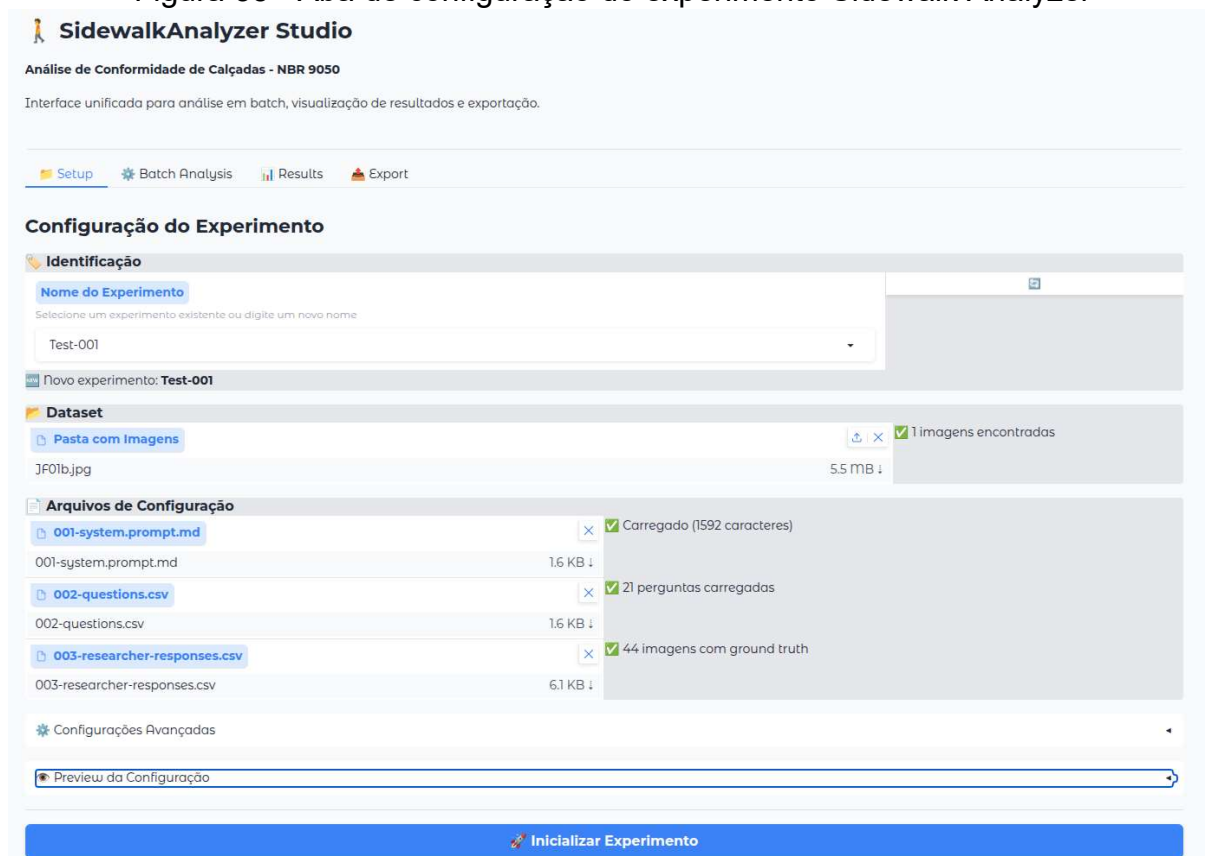 🚶 SidewalkAnalyzer Studio
Análise de Conformidade de Calçadas - NBR 9050
Interface unificada para análise em batch, visualização de resultados e exportação.
📁 Setup ⚙️ Batch Analysis 📊 Results 📤 Export
Configuração do Experimento
🏷️ Identificação
Nome do Experimento
Selecione um experimento existente ou digite um novo nome
Test-001
🆕 Novo experimento: Test-001
📂 Dataset
Pasta com Imagens ✅ 1 imagens encontradas
JF01b.jpg 5.5 MB ↓
📄 Arquivos de Configuração
001-system.prompt.md ✅ Carregado (1592 caracteres)
001-system.prompt.md 1.6 KB ↓
002-questions.csv ✅ 21 perguntas carregadas
002-questions.csv 1.6 KB ↓
003-researcher-responses.csv ✅ 44 imagens com ground truth
003-researcher-responses.csv 6.1 KB ↓
⚙️ Configurações Avançadas
👁️ Preview da Configuração
🚀 Inicializar Experimento